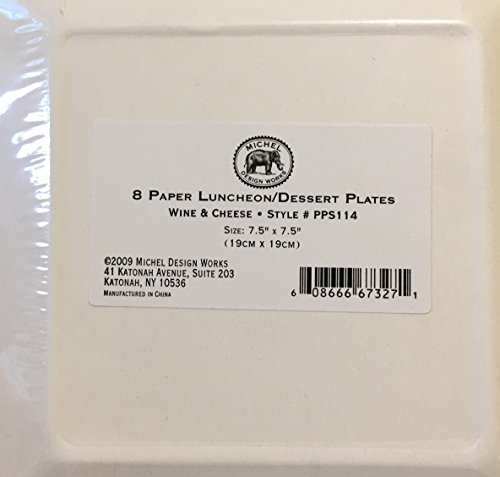 MICHEL
DESIGN WORKS
8 PAPER LUNCHEON/DESSERT PLATES
WINE & CHEESE • STYLE # PPS114
SIZE: 7.5" X 7.5"
(19CM X 19CM)
©2009 MICHEL DESIGN WORKS
41 KATONAH AVENUE, SUITE 203
KATONAH, NY 10536
MANUFACTURED IN CHINA
6 08666 67327 1